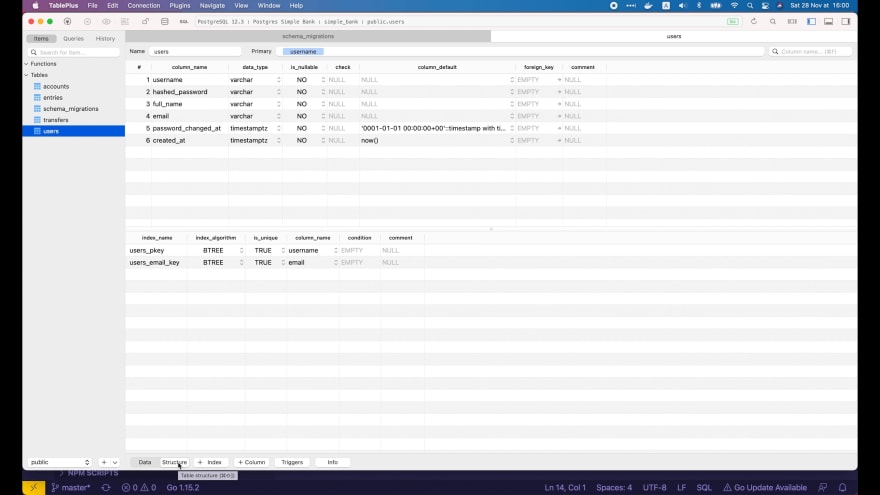 TablePlus File Edit Connection Plugins Navigate View Window Help Sat 28 Nov at 16:00
SQL PostgreSQL 12.3 : Postgres Simple Bank : simple_bank : public.users
Items Queries History schema_migrations users
Search for item... Name users Primary username Column name... (⌘F)
Functions
Tables
accounts
entries
schema_migrations
transfers
users
# column_name data_type is_nullable check column_default foreign_key comment
1 username varchar NO NULL NULL EMPTY NULL
2 hashed_password varchar NO NULL NULL EMPTY NULL
3 full_name varchar NO NULL NULL EMPTY NULL
4 email varchar NO NULL NULL EMPTY NULL
5 password_changed_at timestamptz NO NULL '0001-01-01 00:00:00+00'::timestamp with ti... EMPTY NULL
6 created_at timestamptz NO NULL now() EMPTY NULL
index_name index_algorithm is_unique column_name condition comment
users_pkey BTREE TRUE username EMPTY NULL
users_email_key BTREE TRUE email EMPTY NULL
public + Data Structure + Index + Column Triggers Info
NPM SCRIPTS
master* 0 0 Go 1.15.2 Ln 14, Col 1 Spaces: 4 UTF-8 LF SQL Go Update Available